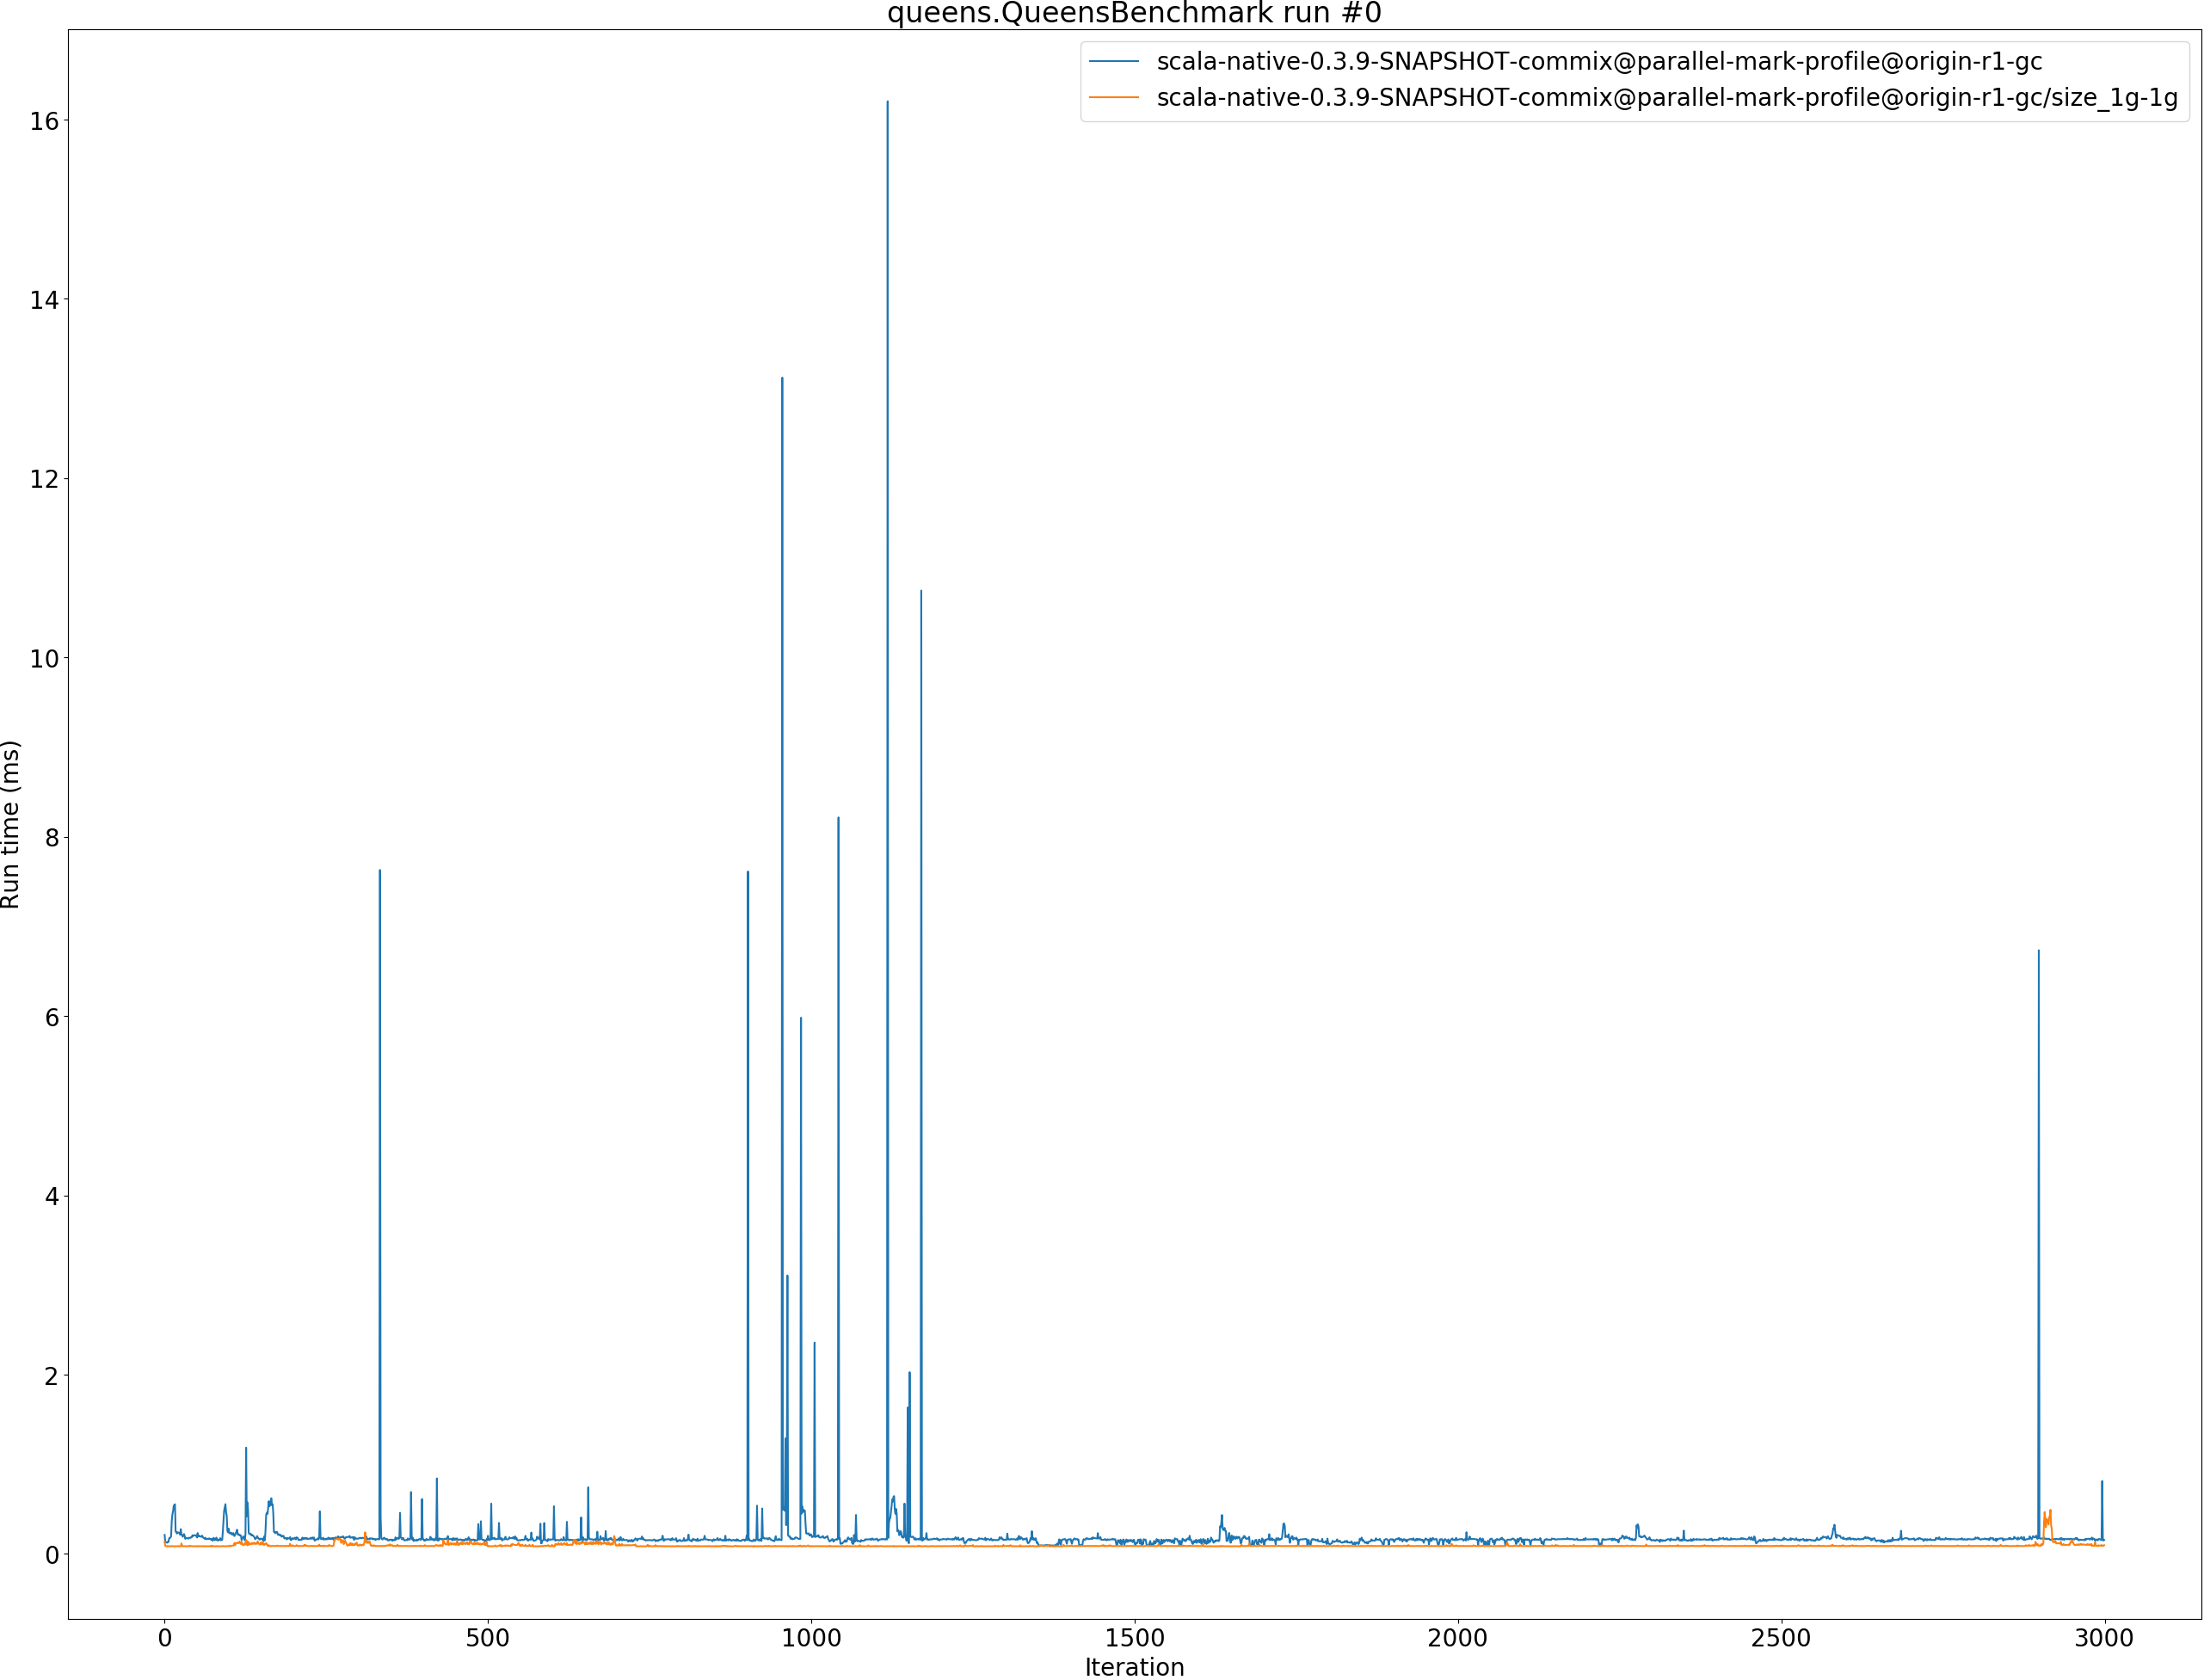 queens.QueensBenchmark run #0
scala-native-0.3.9-SNAPSHOT-commix@parallel-mark-profile@origin-r1-gc
scala-native-0.3.9-SNAPSHOT-commix@parallel-mark-profile@origin-r1-gc/size_1g-1g
16
14
12
10
8
6
4
2
0
Run time (ms)
0 500 1000 1500 2000 2500 3000
Iteration